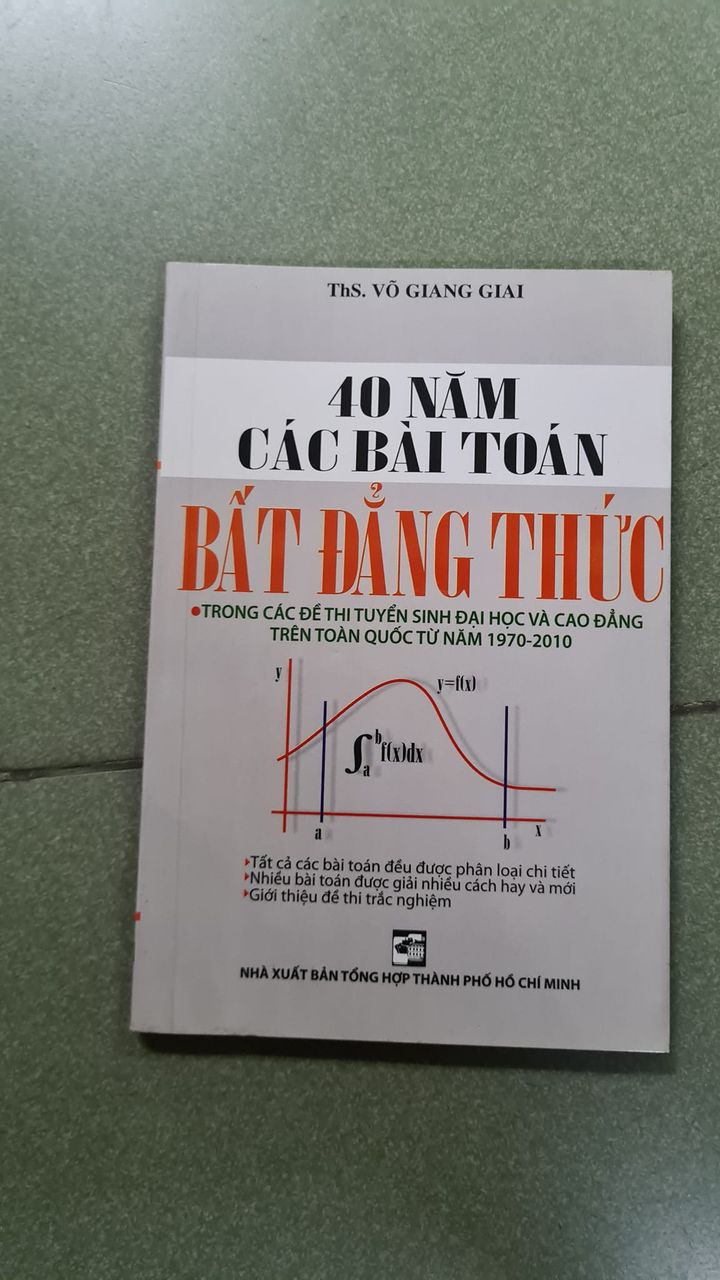 ThS. VÕ GIANG GIAI
40 NĂM
CÁC BÀI TOÁN
BẤT ĐẲNG THỨC
•TRONG CÁC ĐỀ THI TUYỂN SINH ĐẠI HỌC VÀ CAO ĐẲNG
TRÊN TOÀN QUỐC TỪ NĂM 1970-2010
y
y=f(x)
∫ₐᵇf(x)dx
a
b
x
Tất cả các bài toán đều được phân loại chi tiết
Nhiều bài toán được giải nhiều cách hay và mới
Giới thiệu đề thi trắc nghiệm
NHÀ XUẤT BẢN TỔNG HỢP THÀNH PHỐ HỒ CHÍ MINH